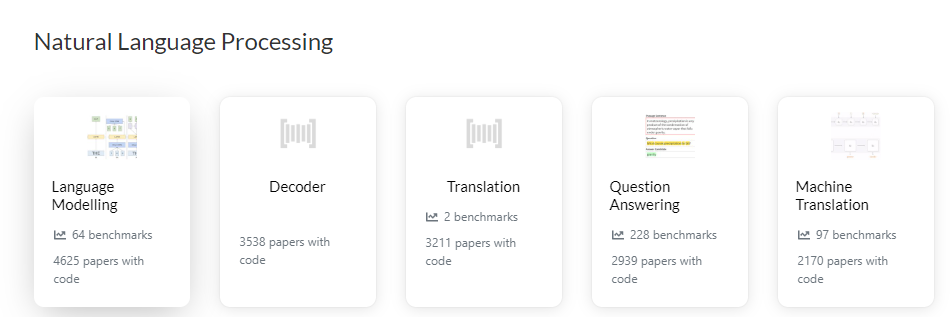 Natural Language Processing
Language
Modelling
64 benchmarks
4625 papers with
code
Decoder
3538 papers with
code
Translation
2 benchmarks
3211 papers with
code
Question
Answering
228 benchmarks
2939 papers with
code
Machine
Translation
97 benchmarks
2170 papers with
code